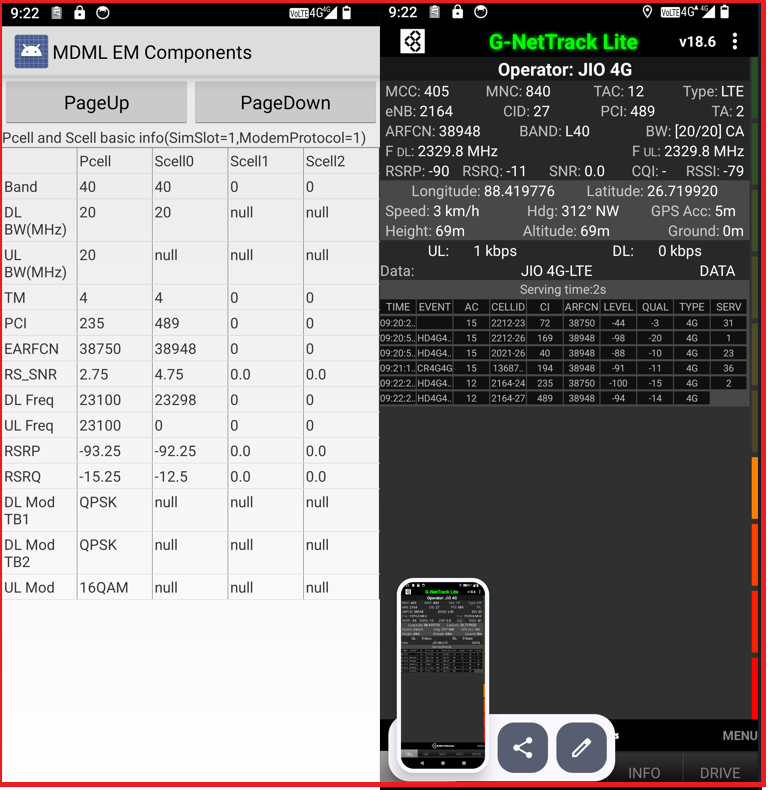 9:22
VoLTE 4G 4G
MDML EM Components
PageUp PageDown
Pcell and Scell basic info(SimSlot=1,ModemProtocol=1)
Pcell Scell0 Scell1 Scell2
Band 40 40 0 0
DL BW(MHz) 20 20 null null
UL BW(MHz) 20 null null null
TM 4 4 0 0
PCI 235 489 0 0
EARFCN 38750 38948 0 0
RS_SNR 2.75 4.75 0.0 0.0
DL Freq 23100 23298 0 0
UL Freq 23100 0 0 0
RSRP -93.25 -92.25 0.0 0.0
RSRQ -15.25 -12.5 0.0 0.0
DL Mod TB1 QPSK null null null
DL Mod TB2 QPSK null null null
UL Mod 16QAM null null null
9:22
VoLTE 4G 4G
G-NetTrack Lite v18.6
Operator: JIO 4G
MCC: 405 MNC: 840 TAC: 12 Type: LTE
eNB: 2164 CID: 27 PCI: 489 TA: 2
ARFCN: 38948 BAND: L40 BW: [20/20] CA
F DL: 2329.8 MHz F UL: 2329.8 MHz
RSRP: -90 RSRQ: -11 SNR: 0.0 CQI: - RSSI: -79
Longitude: 88.419776 Latitude: 26.719920
Speed: 3 km/h Hdg: 312° NW GPS Acc: 5m
Height: 69m Altitude: 69m Ground: 0m
UL: 1 kbps DL: 0 kbps
Data: JIO 4G-LTE DATA
Serving time:2s
TIME EVENT AC CELLID CI ARFCN LEVEL QUAL TYPE SERV
09:20:2.. 15 2212-23 72 38750 -44 -3 4G 31
09:20:5.. HD4G4.. 15 2212-26 169 38948 -98 -20 4G 1
09:20:5.. HD4G4.. 15 2021-26 40 38948 -88 -10 4G 23
09:21:1.. CR4G4G 15 13687.. 194 38948 -91 -11 4G 36
09:22:2.. HD4G4.. 12 2164-24 235 38750 -100 -15 4G 2
09:22:2.. HD4G4.. 12 2164-27 489 38948 -94 -14 4G
G-NetTrack Lite
Operator: JIO 4G
MENU
INFO DRIVE